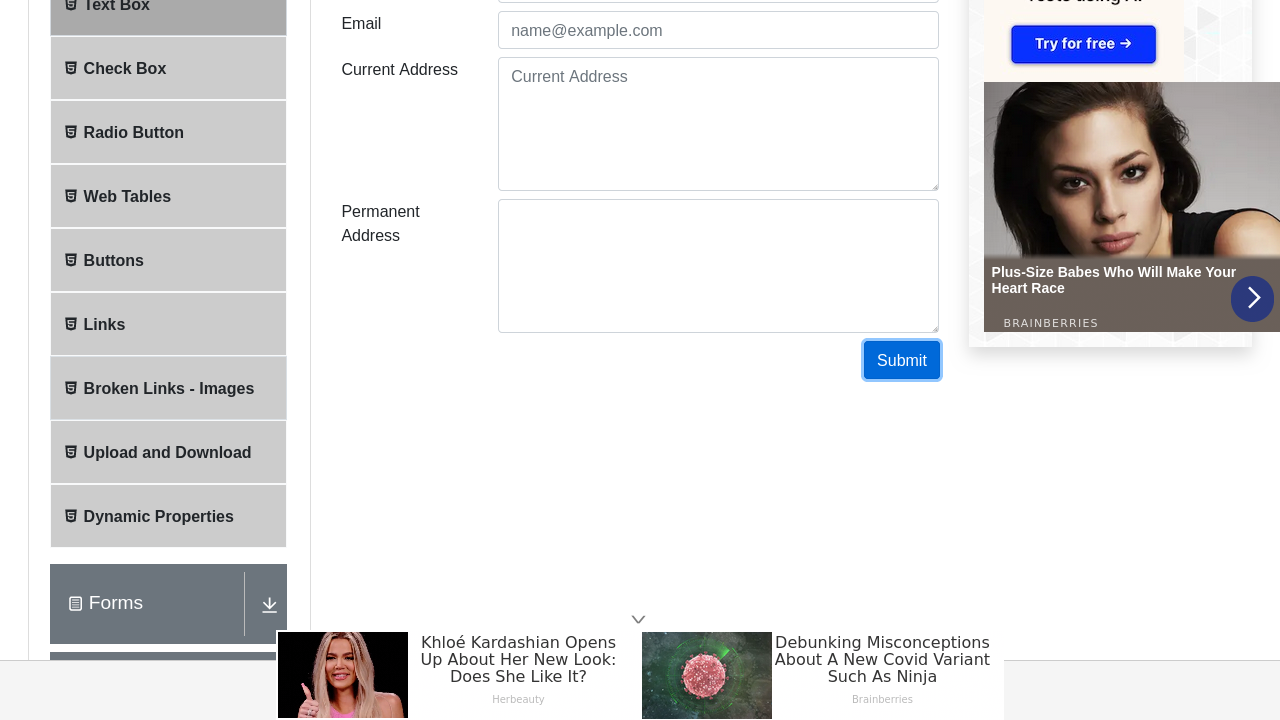 Text Box
Check Box
Radio Button
Web Tables
Buttons
Links
Broken Links - Images
Upload and Download
Dynamic Properties
Forms
Email
name@example.com
Current Address
Current Address
Permanent
Address
Submit
Try for free →
Plus-Size Babes Who Will Make Your
Heart Race
BRAINBERRIES
Khloé Kardashian Opens
Up About Her New Look:
Does She Like It?
Herbeauty
Debunking Misconceptions
About A New Covid Variant
Such As Ninja
Brainberries